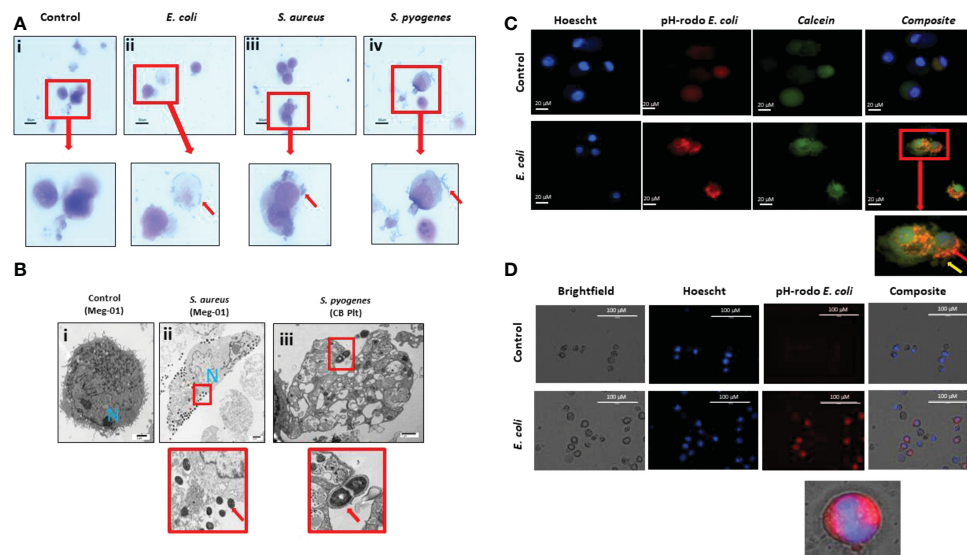 A
Control
E. coli
S. aureus
S. pyogenes
i
ii
iii
iv
B
Control
(Meg-01)
S. aureus
(Meg-01)
S. pyogenes
(CB Plt)
i
ii
iii
N
N
C
Hoescht
pH-rodo E. coli
Calcein
Composite
Control
20 µM
20 µM
20 µM
20 µM
E. coli
20 µM
20 µM
20 µM
20 µM
D
Brightfield
Hoescht
pH-rodo E. coli
Composite
Control
100 µM
100 µM
100 µM
100 µM
E. coli
100 µM
100 µM
100 µM
100 µM